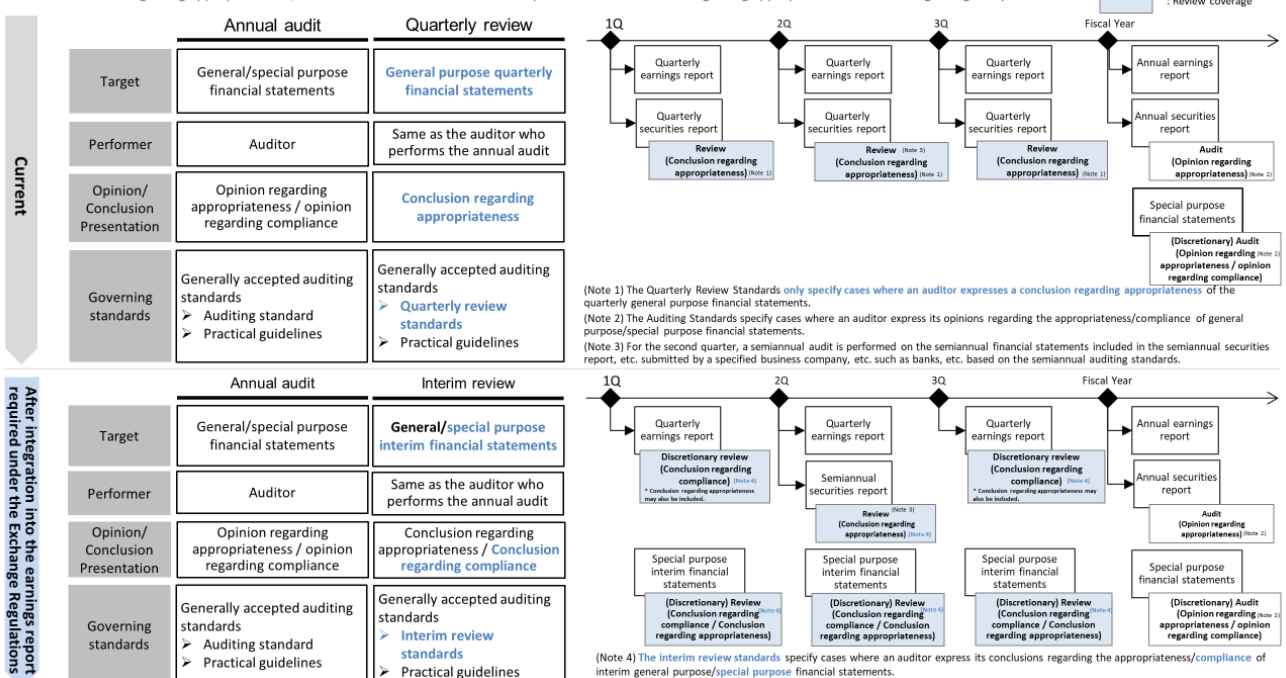 : Review coverage
Annual audit
Quarterly review
Current
Target
General/special purpose
financial statements
General purpose quarterly
financial statements
Performer
Auditor
Same as the auditor who
performs the annual audit
Opinion/
Conclusion
Presentation
Opinion regarding
appropriateness / opinion
regarding compliance
Conclusion regarding
appropriateness
Governing
standards
Generally accepted auditing
standards
➢ Auditing standard
➢ Practical guidelines
Generally accepted auditing
standards
➢ Quarterly review
standards
➢ Practical guidelines
1Q
2Q
3Q
Fiscal Year
Quarterly
earnings report
Quarterly
securities report
Review
(Conclusion regarding
appropriateness) (Note 1)
Quarterly
earnings report
Quarterly
securities report
Review (Note 3)
(Conclusion regarding
appropriateness) (Note 1)
Quarterly
earnings report
Quarterly
securities report
Review
(Conclusion regarding
appropriateness) (Note 1)
Annual earnings
report
Annual securities
report
Audit
(Opinion regarding
appropriateness) (Note 2)
Special purpose
financial statements
(Discretionary) Audit
(Opinion regarding (Note 2)
appropriateness / opinion
regarding compliance)
(Note 1) The Quarterly Review Standards only specify cases where an auditor expresses a conclusion regarding appropriateness of the
quarterly general purpose financial statements.
(Note 2) The Auditing Standards specify cases where an auditor express its opinions regarding the appropriateness/compliance of general
purpose/special purpose financial statements.
(Note 3) For the second quarter, a semiannual audit is performed on the semiannual financial statements included in the semiannual securities
report, etc. submitted by a specified business company, etc. such as banks, etc. based on the semiannual auditing standards.
After integration into the earnings report
required under the Exchange Regulations
Annual audit
Interim review
Target
General/special purpose
financial statements
General/special purpose
interim financial statements
Performer
Auditor
Same as the auditor who
performs the annual audit
Opinion/
Conclusion
Presentation
Opinion regarding
appropriateness / opinion
regarding compliance
Conclusion regarding
appropriateness / Conclusion
regarding compliance
Governing
standards
Generally accepted auditing
standards
➢ Auditing standard
➢ Practical guidelines
Generally accepted auditing
standards
➢ Interim review
standards
➢ Practical guidelines
1Q
2Q
3Q
Fiscal Year
Quarterly
earnings report
Discretionary review
(Conclusion regarding
compliance) (Note 4)
* Conclusion regarding appropriateness
may also be included.
Quarterly
earnings report
Semiannual
securities report
Review (Note 3)
(Conclusion regarding
appropriateness) (Note 4)
Quarterly
earnings report
Discretionary review
(Conclusion regarding
compliance) (Note 4)
* Conclusion regarding appropriateness may
also be included.
Annual earnings
report
Annual securities
report
Audit
(Opinion regarding
appropriateness) (Note 2)
Special purpose
interim financial
statements
(Discretionary) Review
(Note 4)
(Conclusion regarding
compliance / Conclusion
regarding appropriateness)
Special purpose
interim financial
statements
(Discretionary) Review
(Note 4)
(Conclusion regarding
compliance / Conclusion
regarding appropriateness)
Special purpose
interim financial
statements
(Discretionary) Review
(Note 4)
(Conclusion regarding
compliance / Conclusion
regarding appropriateness)
Special purpose
financial statements
(Discretionary) Audit
(Opinion regarding (Note 2)
appropriateness / opinion
regarding compliance)
(Note 4) The interim review standards specify cases where an auditor express its conclusions regarding the appropriateness/compliance of
interim general purpose/special purpose financial statements.